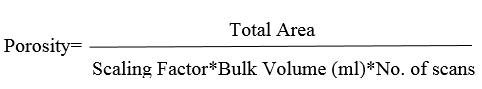 Total Area
Porosity=
Scaling Factor*Bulk Volume (ml)*No. of scans